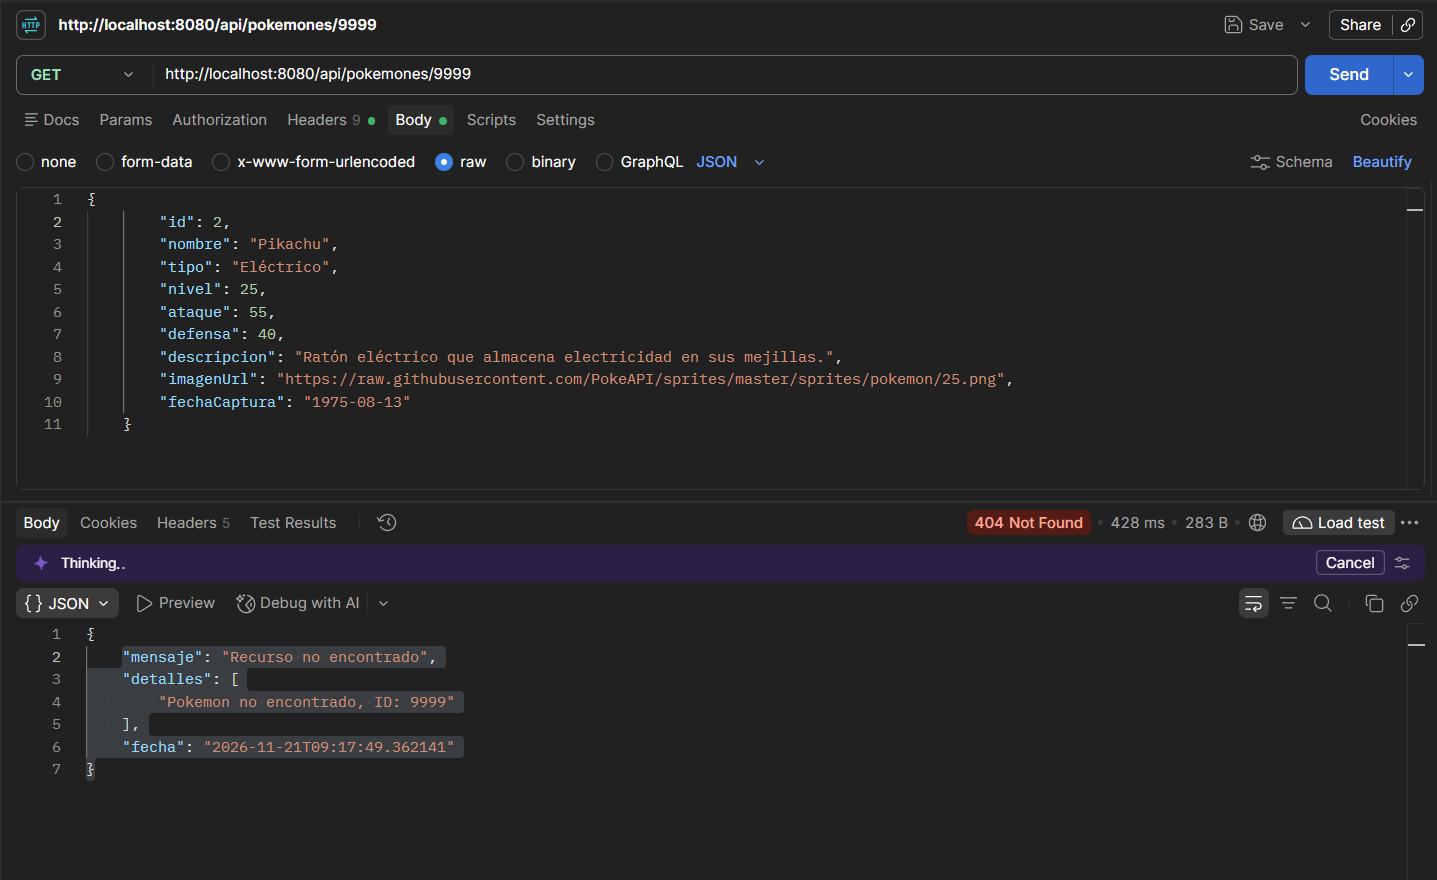 HTTP http://localhost:8080/api/pokemones/9999 Save Share
GET http://localhost:8080/api/pokemones/9999 Send
Docs Params Authorization Headers 9 Body Scripts Settings Cookies
none form-data x-www-form-urlencoded raw binary GraphQL JSON Schema Beautify
1 {
2 "id": 2,
3 "nombre": "Pikachu",
4 "tipo": "Eléctrico",
5 "nivel": 25,
6 "ataque": 55,
7 "defensa": 40,
8 "descripcion": "Ratón eléctrico que almacena electricidad en sus mejillas.",
9 "imagenUrl": "https://raw.githubusercontent.com/PokeAPI/sprites/master/sprites/pokemon/25.png",
10 "fechaCaptura": "1975-08-13"
11 }
Body Cookies Headers 5 Test Results 404 Not Found 428 ms 283 B Load test
Thinking.. Cancel
{} JSON Preview Debug with AI
1 {
2 "mensaje": "Recurso no encontrado",
3 "detalles": [
4 "Pokemon no encontrado, ID: 9999"
5 ],
6 "fecha": "2026-11-21T09:17:49.362141"
7 }